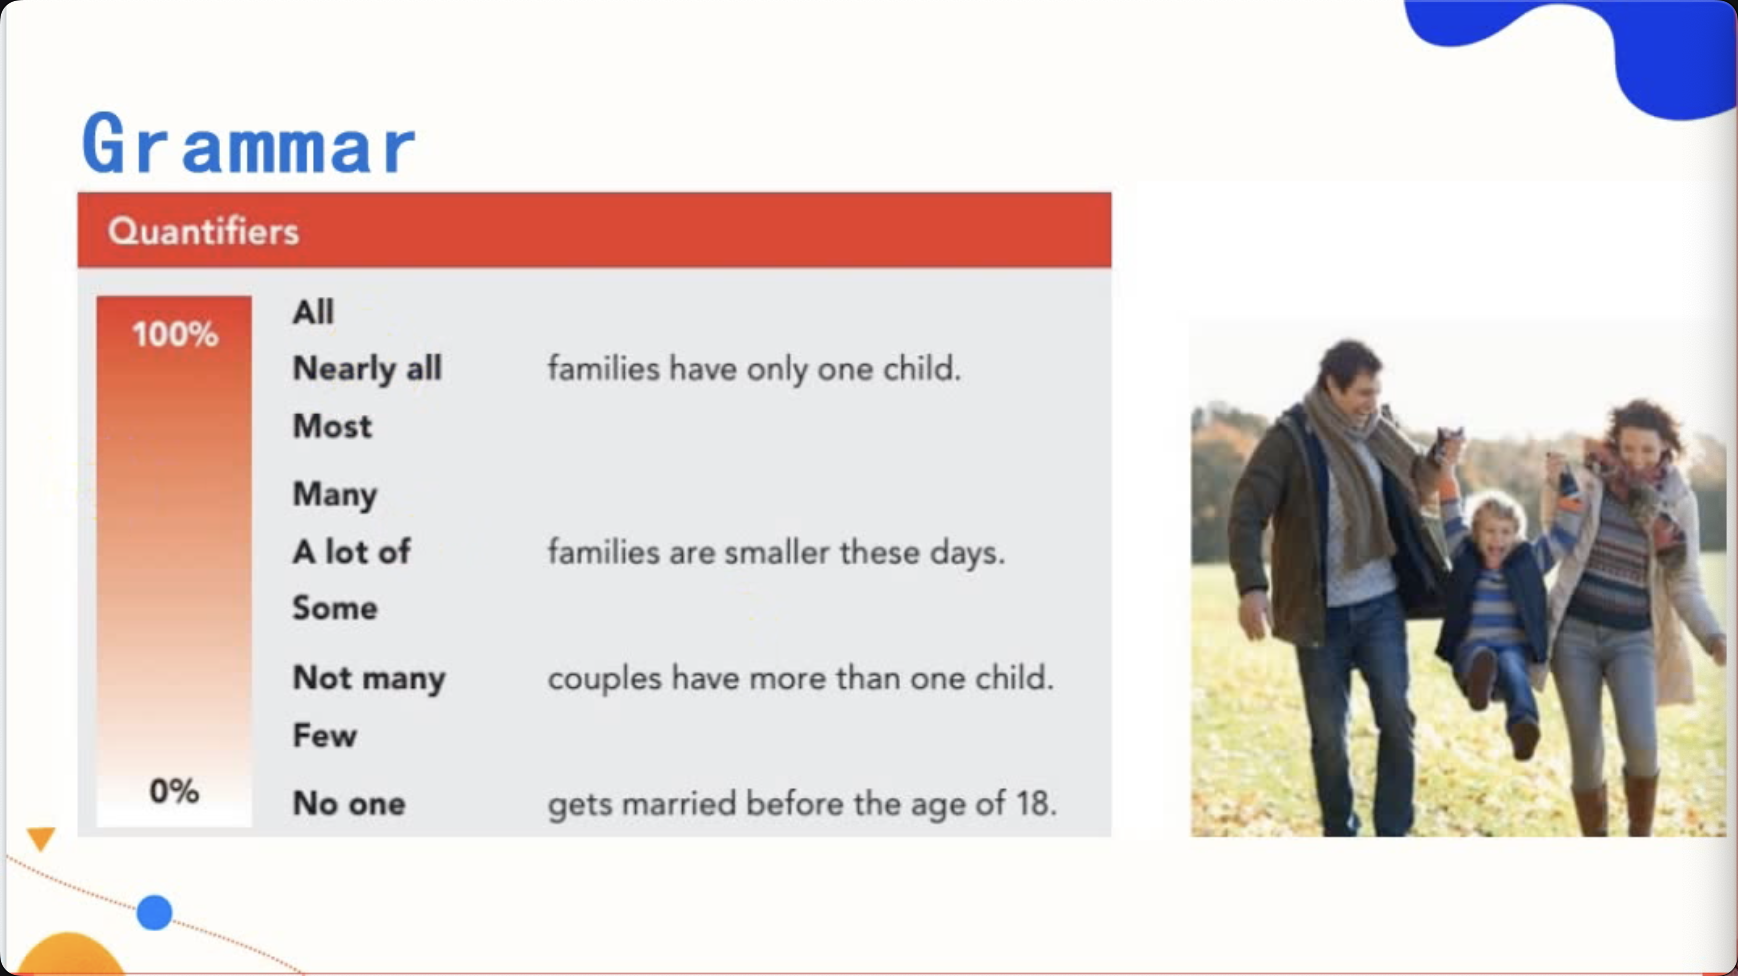 Grammar
Quantifiers
100%
All
Nearly all families have only one child.
Most
Many
A lot of families are smaller these days.
Some
Not many couples have more than one child.
Few
0%
No one gets married before the age of 18.